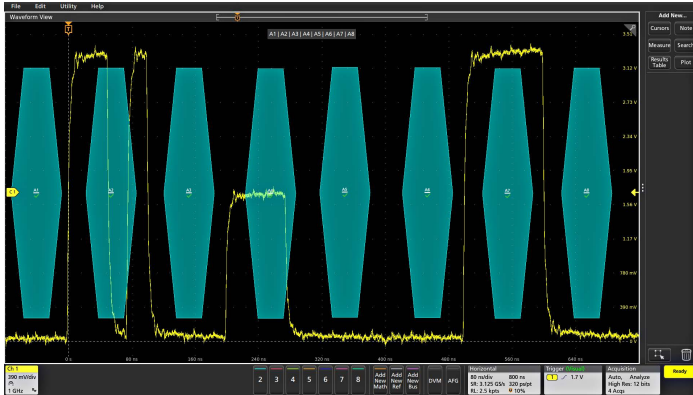 File Edit Utility Help
Waveform View
Add New...
T
T
A1 | A2 | A3 | A4 | A5 | A6 | A7 | A8
Cursors Note
3.51
Measure Search
Results Table Plot
3.12 V
2.73 V
2.34 V
1.95 V
C1 A1 A2 A3 A5 A6 A7 A8
1.56 V
1.17 V
780 mV
390 mV
0 s 80 ns 160 ns 240 ns 320 ns 400 ns 480 ns 560 ns 640 ns
Ch 1
390 mV/div
1 GHz
2 3 4 5 6 7 8
Add New Math
Add New Ref
Add New Bus
DVM AFG
Horizontal
80 ns/div 800 ns
SR: 3.125 GS/s 320 ps/pt
RL: 2.5 kpts 10%
Trigger (Visual)
1 1.7 V
Acquisition
Auto, Analyze
High Res: 12 bits
4 Acqs
Ready